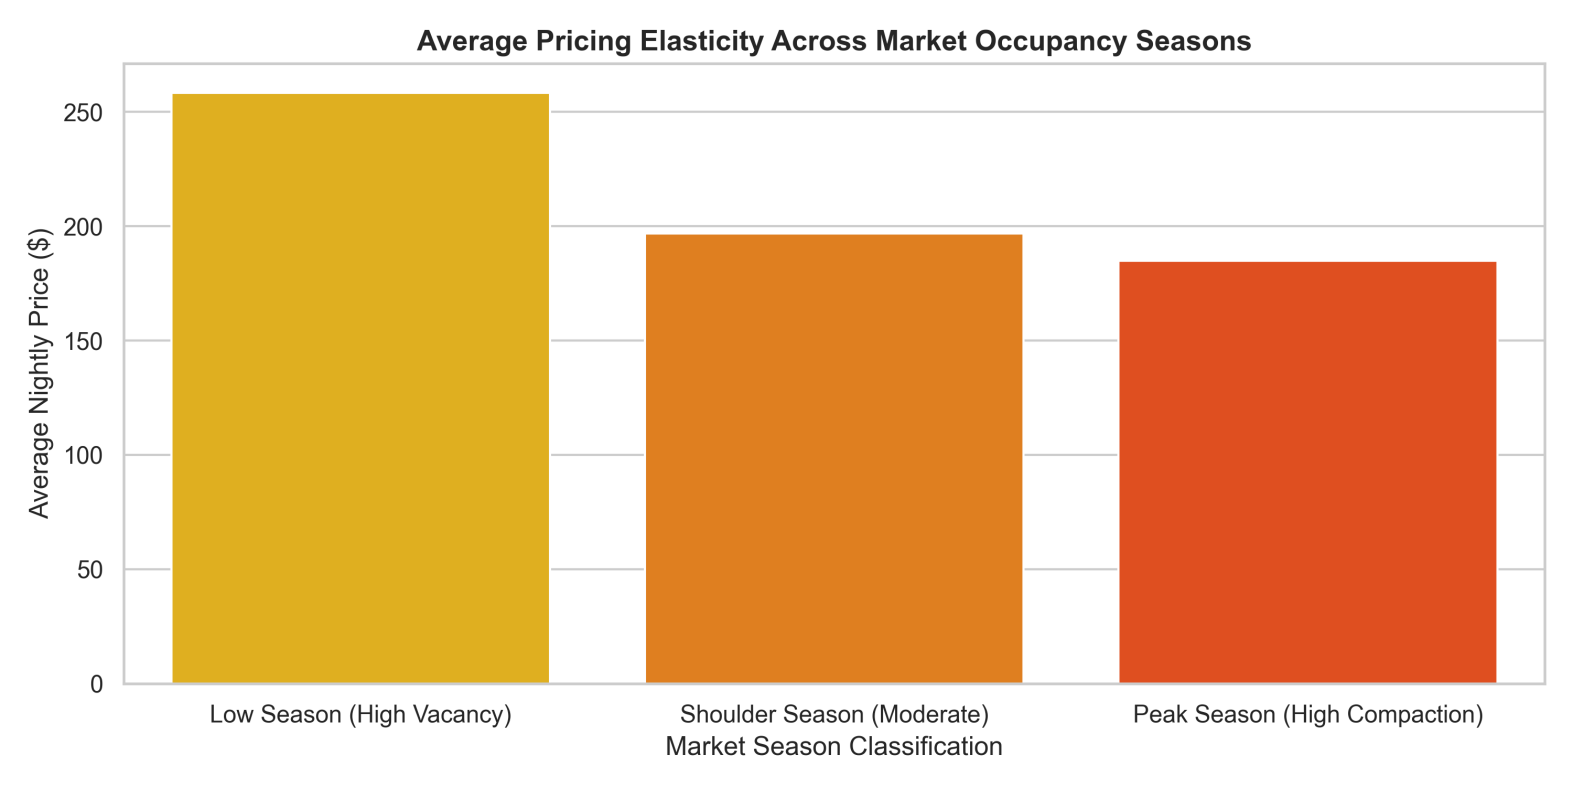 Average Pricing Elasticity Across Market Occupancy Seasons
Average Nightly Price ($)
250
200
150
100
50
0
Low Season (High Vacancy)
Shoulder Season (Moderate)
Peak Season (High Compaction)
Market Season Classification